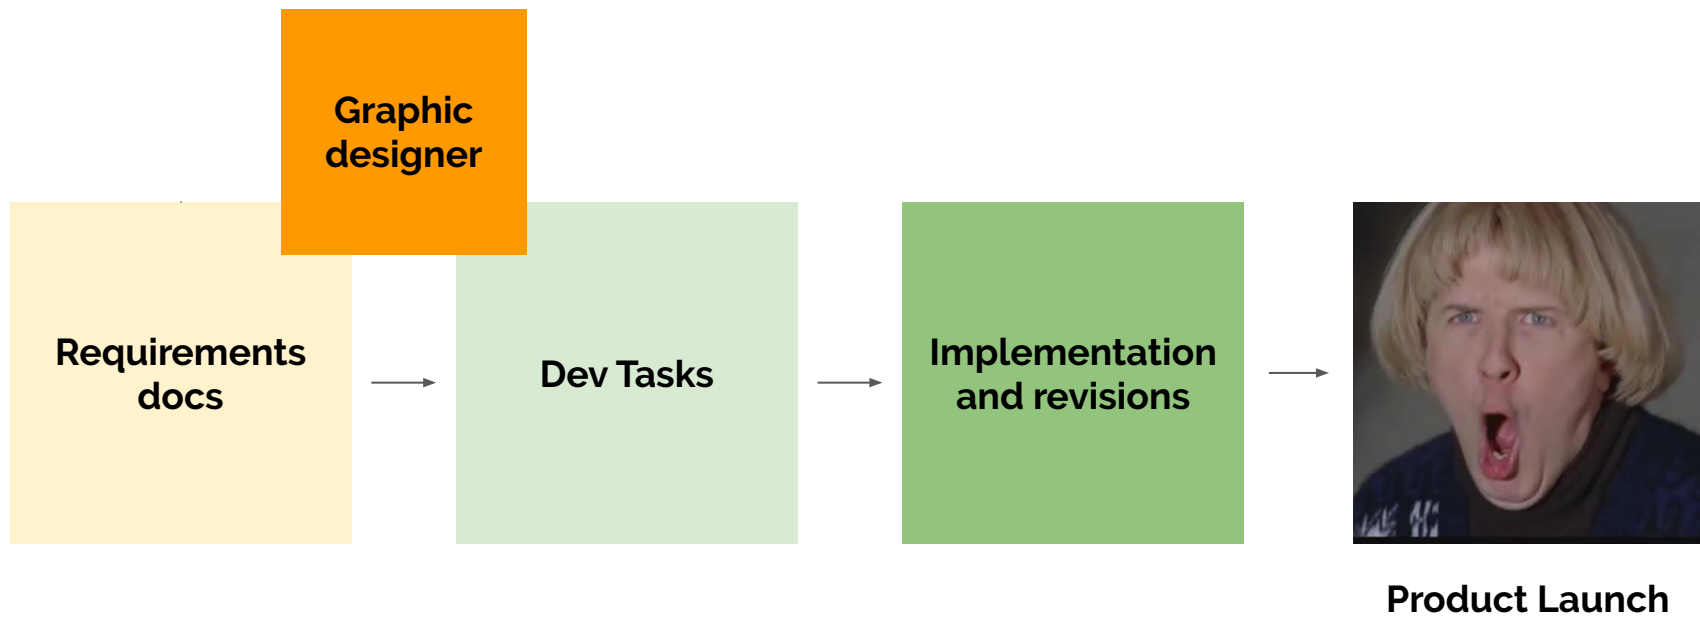 Graphic
designer
Requirements
docs
Dev Tasks
Implementation
and revisions
Product Launch